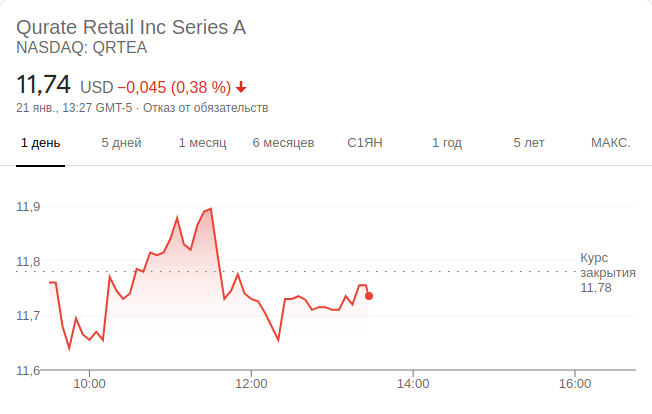 Qurate Retail Inc Series A
NASDAQ: QRTEA
11,74 USD −0,045 (0,38 %)
21 янв., 13:27 GMT-5 · Отказ от обязательств
1 день 5 дней 1 месяц 6 месяцев С1ЯН 1 год 5 лет МАКС.
11,9
11,8
11,7
11,6
Курс
закрытия
11,78
10:00 12:00 14:00 16:00